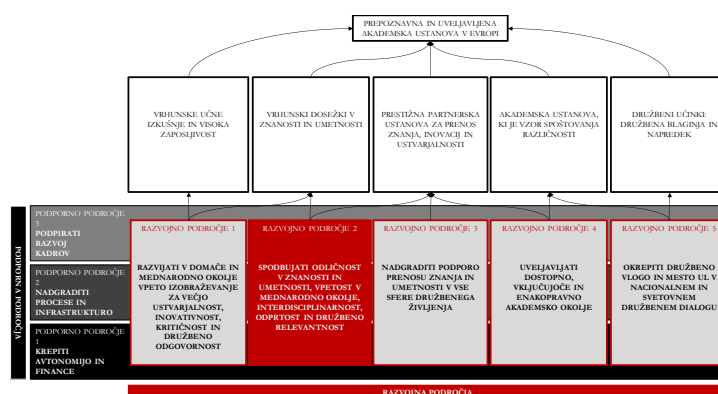 PREPOZNAVNA IN UVELJAVLJENA
AKADEMSKA USTANOVA V EVROPI
VRHUNSKE UČNE
IZKUŠNJE IN VISOKA
ZAPOSLJIVOST
VRHUNSKI DOSEŽKI V
ZNANOSTI IN UMETNOSTI
PRESTIŽNA PARTNERSKA
USTANOVA ZA PRENOS
ZNANJA, INOVACIJ IN
USTVARJALNOSTI
AKADEMSKA USTANOVA,
KI JE VZOR SPOŠTOVANJA
RAZLIČNOSTI
DRUŽBENI UČINKI:
DRUŽBENA BLAGINJA IN
NAPREDEK
PODPORNA PODROČJA
PODPORNO PODROČJE
3
PODPIRATI
RAZVOJ
KADROV
PODPORNO PODROČJE
2
NADGRADITI
PROCESE IN
INFRASTRUKTURO
PODPORNO PODROČJE
1
KREPITI
AVTONOMIJO IN
FINANCE
RAZVOJNO PODROČJE 1
RAZVIJATI V DOMAČE IN
MEDNARODNO OKOLJE
VPETO IZOBRAŽEVANJE
ZA VEČJO
USTVARJALNOST,
INOVATIVNOST,
KRITIČNOST IN
DRUŽBENO
ODGOVORNOST
RAZVOJNO PODROČJE 2
SPODBUJATI ODLIČNOST
V ZNANOSTI IN
UMETNOSTI, VPETOST V
MEDNARODNO OKOLJE,
INTERDISCIPLINARNOST,
ODPRTOST IN DRUŽBENO
RELEVANTNOST
RAZVOJNO PODROČJE 3
NADGRADITI PODPORO
PRENOSU ZNANJA IN
UMETNOSTI V VSE
SFERE DRUŽBENEGA
ŽIVLJENJA
RAZVOJNO PODROČJE 4
UVELJAVLJATI
DOSTOPNO,
VKLJUČUJOČE IN
ENAKOPRAVNO
AKADEMSKO OKOLJE
RAZVOJNO PODROČJE 5
OKREPITI DRUŽBENO
VLOGO IN MESTO UL V
NACIONALNEM IN
SVETOVNEM
DRUŽBENEM DIALOGU
RAZVOJNA PODROČJA